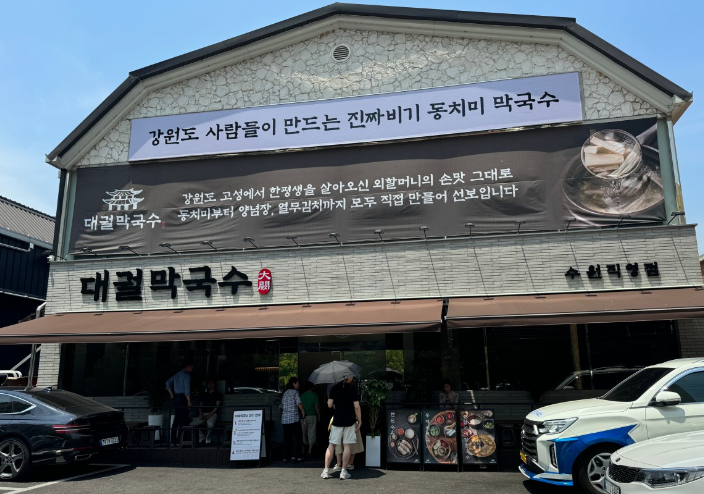 강원도 사람들이 만드는 진짜비기 동치미 막국수
대궐막국수
강원도 고성에서 한평생을 살아오신 외할머니의 손맛 그대로
동치미부터 양념장, 열무김치까지 모두 직접 만들어 선보입니다
대궐막국수 大闕
수원직영점